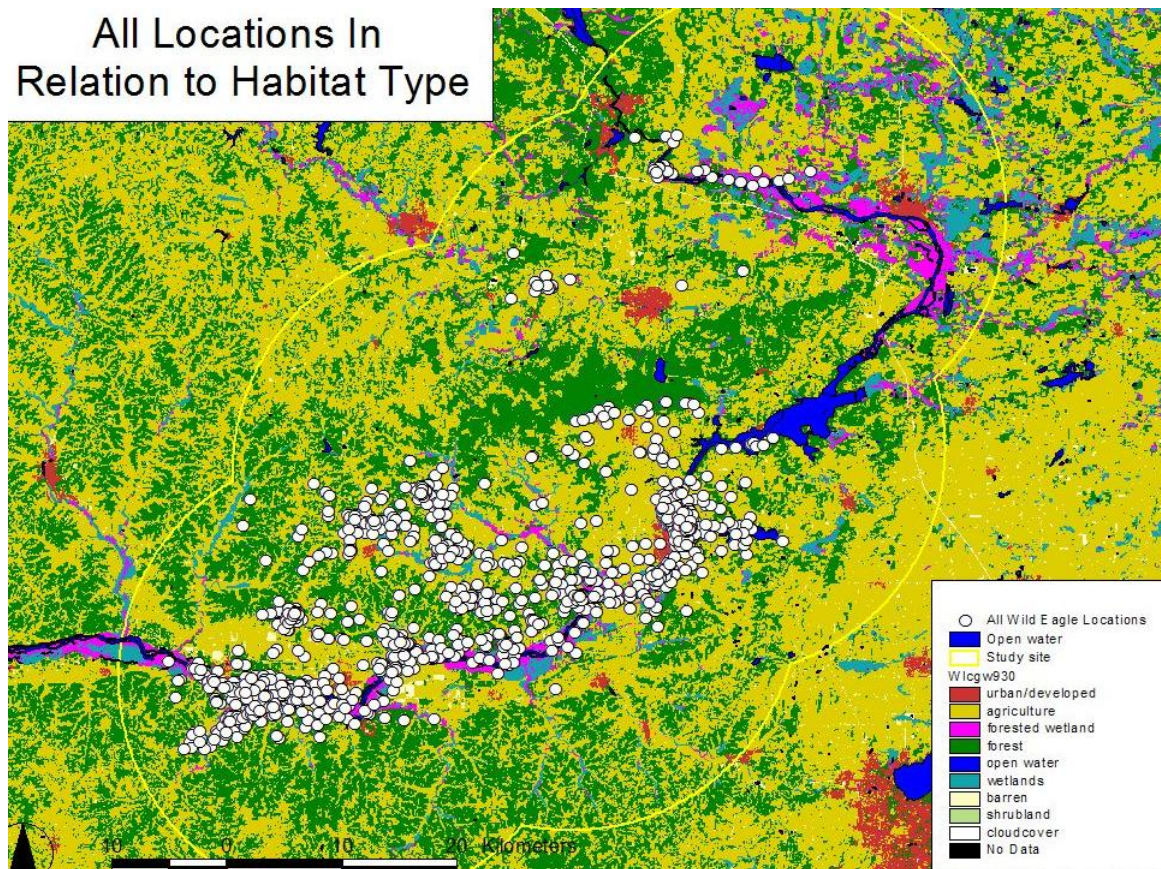 All Locations In
Relation to Habitat Type
All Wild Eagle Locations
Open water
Study site
Wlcgw930
urban/developed
agriculture
forested wetland
forest
open water
wetlands
barren
shrubland
cloudcover
No Data
10 0 10 20 Kilometers